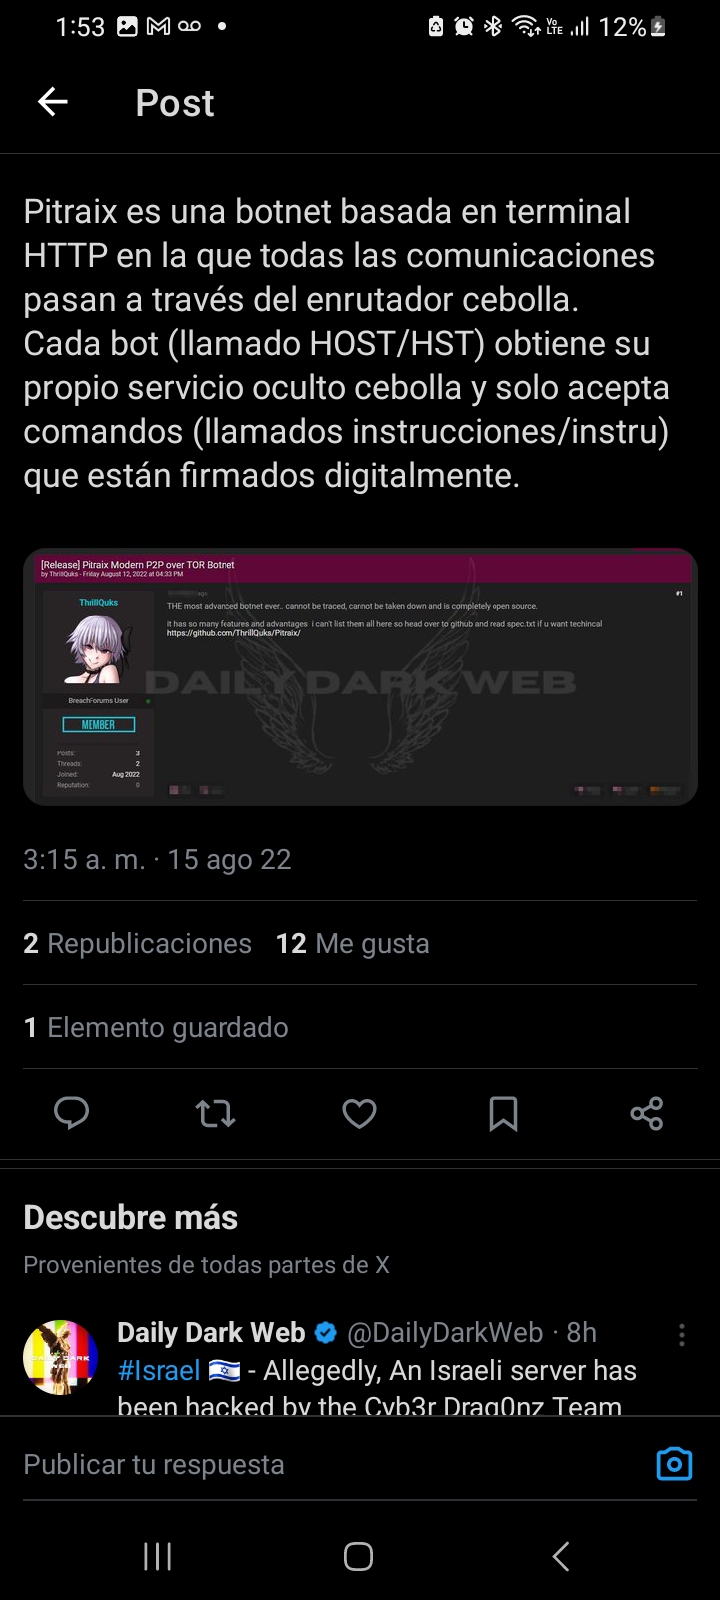 1:53
Vo LTE
12%
Post
Pitraix es una botnet basada en terminal
HTTP en la que todas las comunicaciones
pasan a través del enrutador cebolla.
Cada bot (llamado HOST/HST) obtiene su
propio servicio oculto cebolla y solo acepta
comandos (llamados instrucciones/instru)
que están firmados digitalmente.
[Release] Pitraix Modern P2P over TOR Botnet
by ThrillQuks - Friday August 12, 2022 at 04:33 PM
ThrillQuks
ago
#1
THE most advanced botnet ever.. cannot be traced, cannot be taken down and is completely open source.
it has so many features and advantages i can't list them all here so head over to github and read spec.txt if u want techincal
https://github.com/ThrillQuks/Pitraix/
DAILY DARK WEB
BreachForums User
MEMBER
Posts: 3
Threads: 2
Joined: Aug 2022
Reputation: 0
3:15 a. m. · 15 ago 22
2 Republicaciones 12 Me gusta
1 Elemento guardado
Descubre más
Provenientes de todas partes de X
Daily Dark Web @DailyDarkWeb · 8h
#Israel 🇮🇱 - Allegedly, An Israeli server has
been hacked by the Cyb3r Drag0nz Team
Publicar tu respuesta